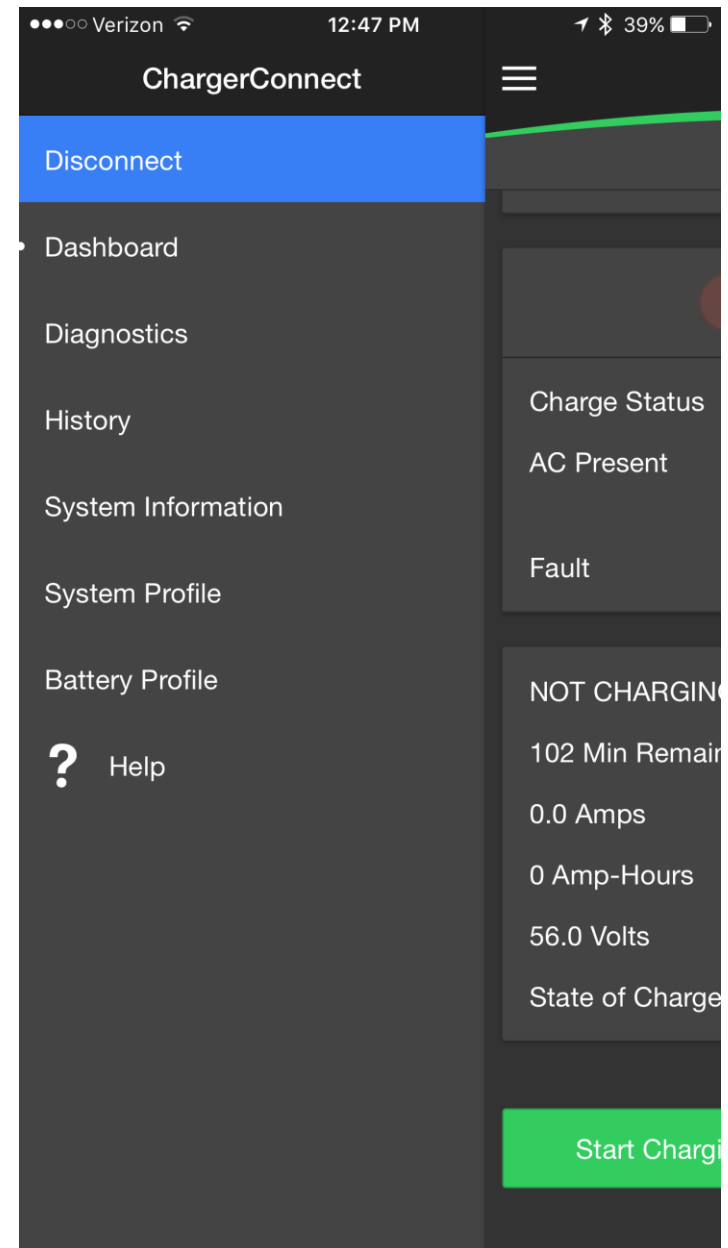 Verizon 12:47 PM 39%
ChargerConnect
Disconnect
Dashboard
Diagnostics
History
System Information
System Profile
Battery Profile
? Help
Charge Status
AC Present
Fault
NOT CHARGING
102 Min Remain
0.0 Amps
0 Amp-Hours
56.0 Volts
State of Charge
Start Chargi